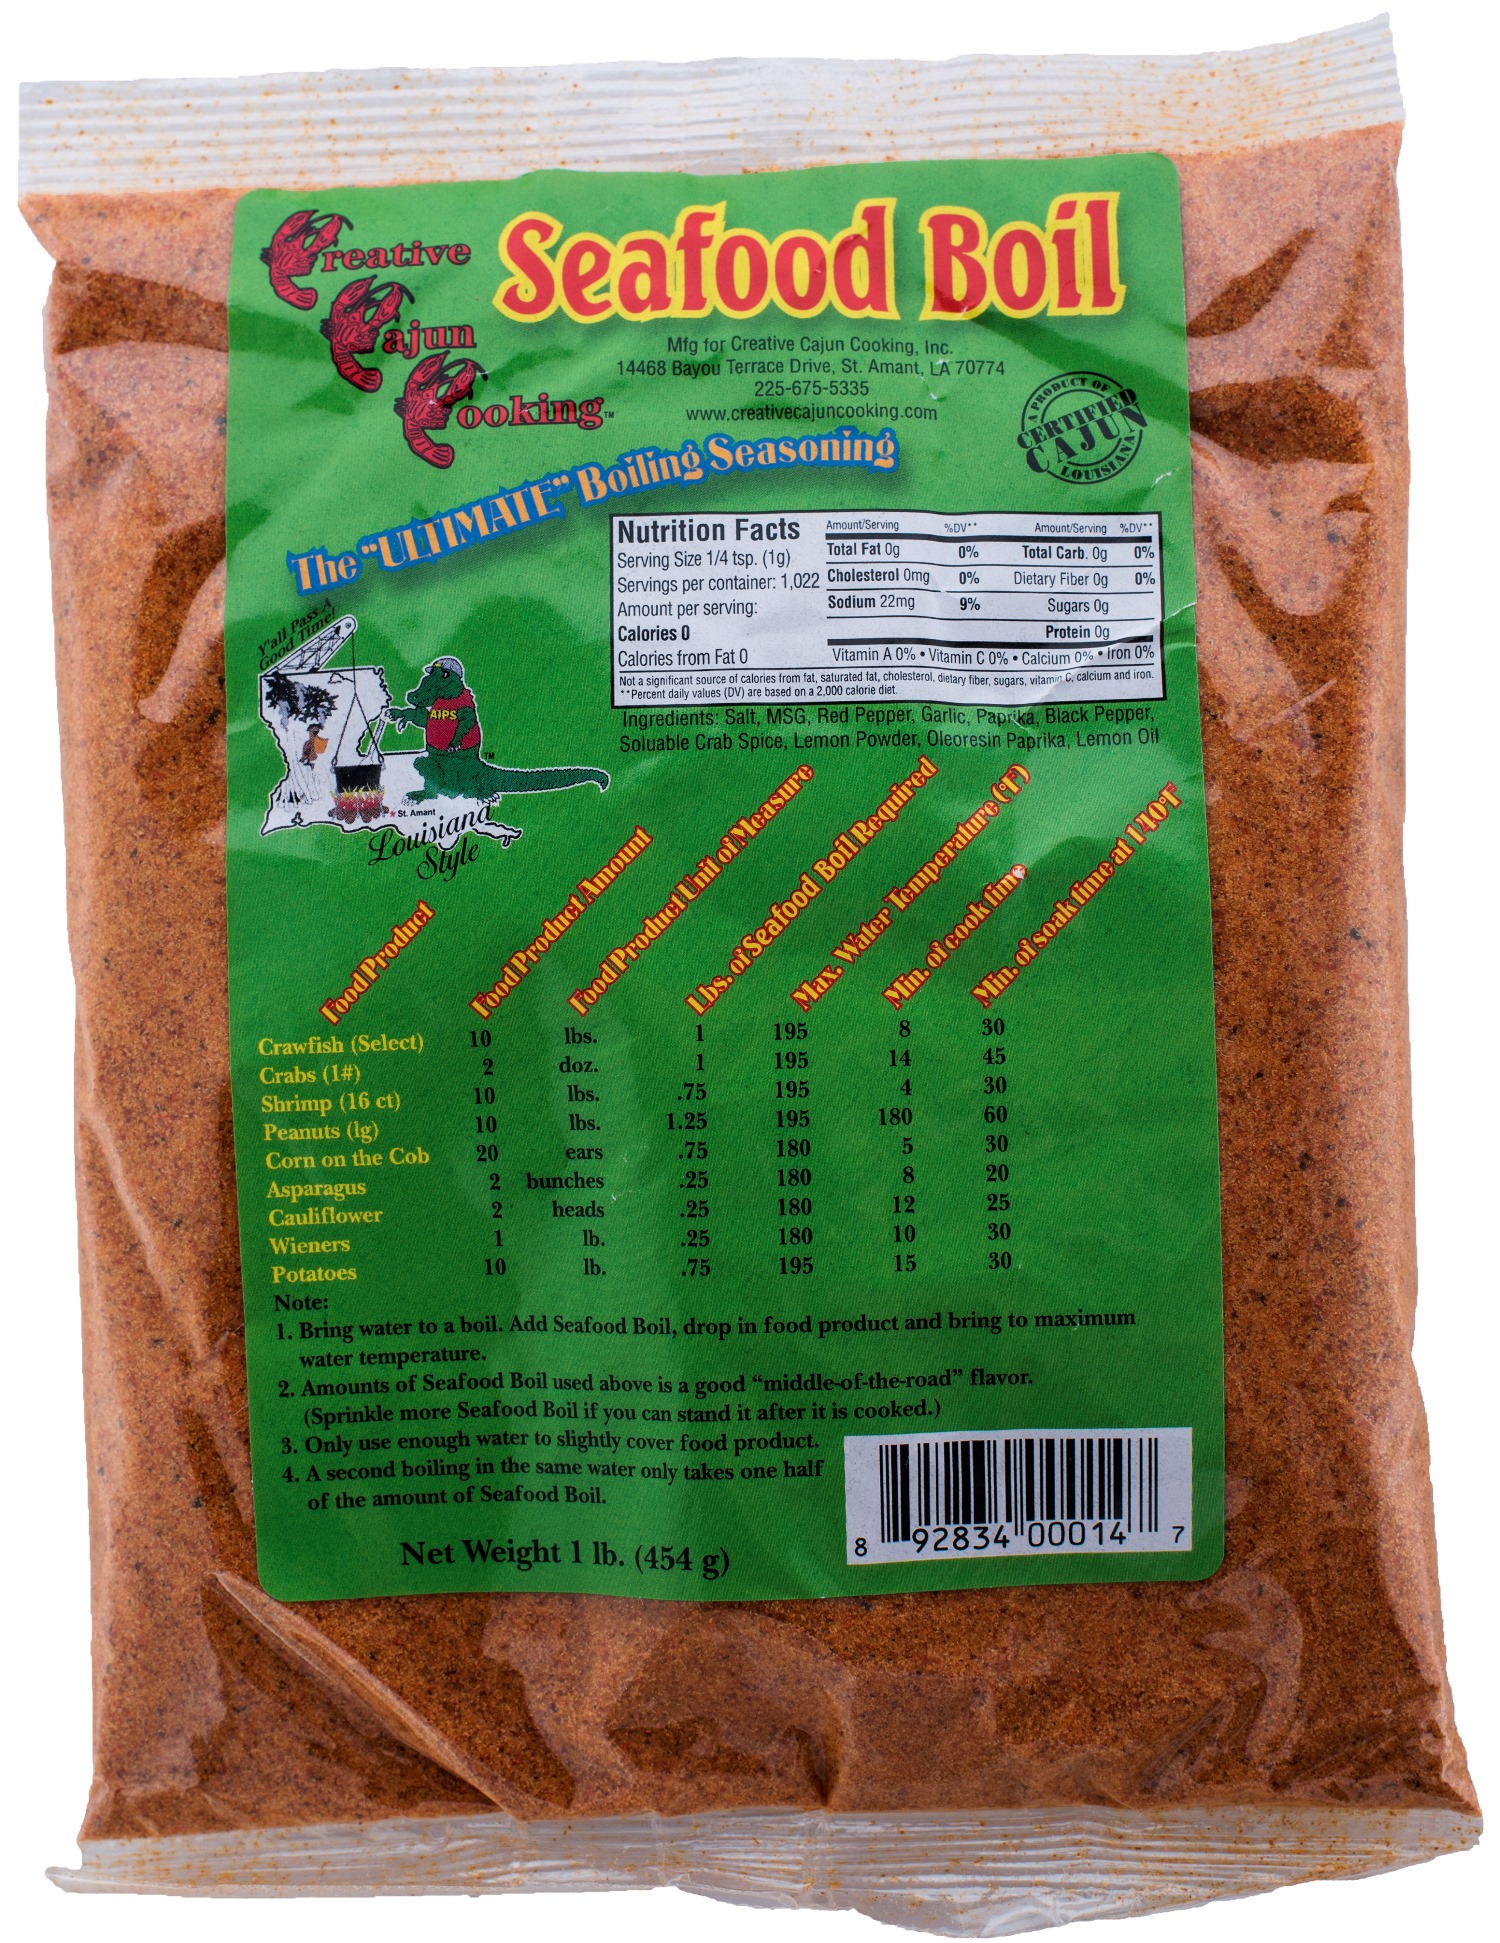 Creative
Cajun
Cooking™
Seafood Boil
Mfg for Creative Cajun Cooking, Inc.
14468 Bayou Terrace Drive, St. Amant, LA 70774
225-675-5335
www.creativecajuncooking.com
A PRODUCT OF
CERTIFIED
CAJUN
LOUISIANA
The "ULTIMATE" Boiling Seasoning
Y'all Pass A
Good Time!
AIPS
TM
St. Amant
Louisiana
Style
Nutrition Facts
Serving Size 1/4 tsp. (1g)
Servings per container: 1,022
Amount per serving:
Calories 0
Calories from Fat 0
Amount/Serving %DV** Amount/Serving %DV**
Total Fat 0g 0% Total Carb. 0g 0%
Cholesterol 0mg 0% Dietary Fiber 0g 0%
Sodium 22mg 9% Sugars 0g
Protein 0g
Vitamin A 0% • Vitamin C 0% • Calcium 0% • Iron 0%
Not a significant source of calories from fat, saturated fat, cholesterol, dietary fiber, sugars, vitamin C, calcium and iron.
**Percent daily values (DV) are based on a 2,000 calorie diet.
Ingredients: Salt, MSG, Red Pepper, Garlic, Paprika, Black Pepper,
Soluable Crab Spice, Lemon Powder, Oleoresin Paprika, Lemon Oil
Food Product
Food Product Amount
Food Product Unit of Measure
Lbs. of Seafood Boil Required
Max. Water Temperature (°F)
Min. of cook time
Min. of soak time at 140°F
Crawfish (Select) 10 lbs. 1 195 8 30
Crabs (1#) 2 doz. 1 195 14 45
Shrimp (16 ct) 10 lbs. .75 195 4 30
Peanuts (lg) 10 lbs. 1.25 195 180 60
Corn on the Cob 20 ears .75 180 5 30
Asparagus 2 bunches .25 180 8 20
Cauliflower 2 heads .25 180 12 25
Wieners 1 lb. .25 180 10 30
Potatoes 10 lb. .75 195 15 30
Note:
1. Bring water to a boil. Add Seafood Boil, drop in food product and bring to maximum
water temperature.
2. Amounts of Seafood Boil used above is a good "middle-of-the-road" flavor.
(Sprinkle more Seafood Boil if you can stand it after it is cooked.)
3. Only use enough water to slightly cover food product.
4. A second boiling in the same water only takes one half
of the amount of Seafood Boil.
Net Weight 1 lb. (454 g)
8 92834 00014 7